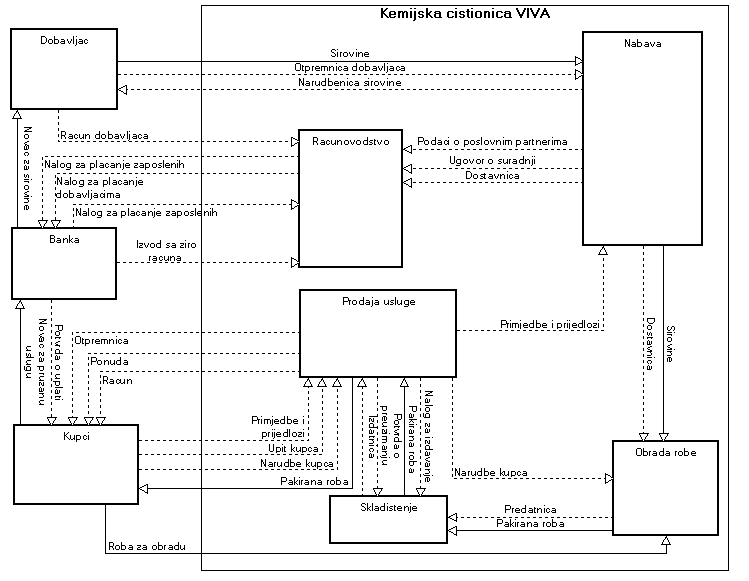 Kemijska cistionica VIVA
Dobavljac
Nabava
Sirovine
Otpremnica dobavljaca
Narudbenica sirovine
Racun dobavljaca
Racunovodstvo
Podaci o poslovnim partnerima
Ugovor o suradnji
Dostavnica
Nalog za placanje zaposlenih
Nalog za placanje
dobavljacima
Nalog za placanje zaposlenih
Novac za sirovine
Banka
Izvod sa ziro
racuna
Prodaja usluge
Primjedbe i prijedlozi
Otpremnica
Ponuda
Racun
Potvda o uplati
Novac za pruzanu
uslugu
Dostavnica
Sirovine
Kupci
Primjedbe i
prijedlozi
Upit kupca
Narudbe kupca
Pakirana roba
Nalog za izdavanje
Pakirana roba
Potvda o
preuzmanju
Izdatnica
Narudbe kupca
Obrada robe
Skladistenje
Predatnica
Pakirana roba
Roba za obradu